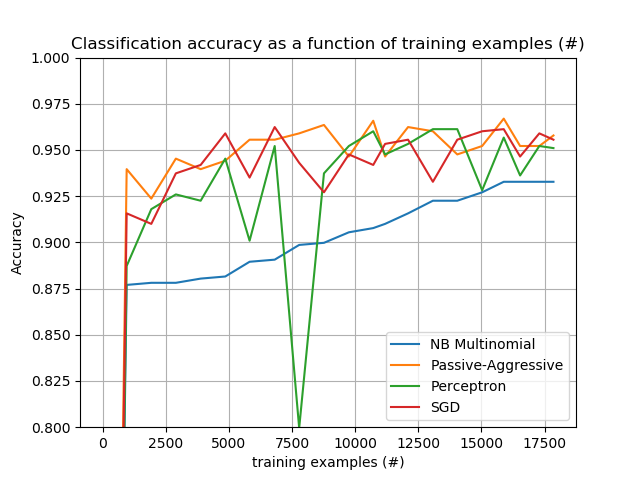 Classification accuracy as a function of training examples (#)
1.000
0.975
0.950
0.925
0.900
0.875
0.850
0.825
0.800
Accuracy
NB Multinomial
Passive-Aggressive
Perceptron
SGD
0 2500 5000 7500 10000 12500 15000 17500
training examples (#)